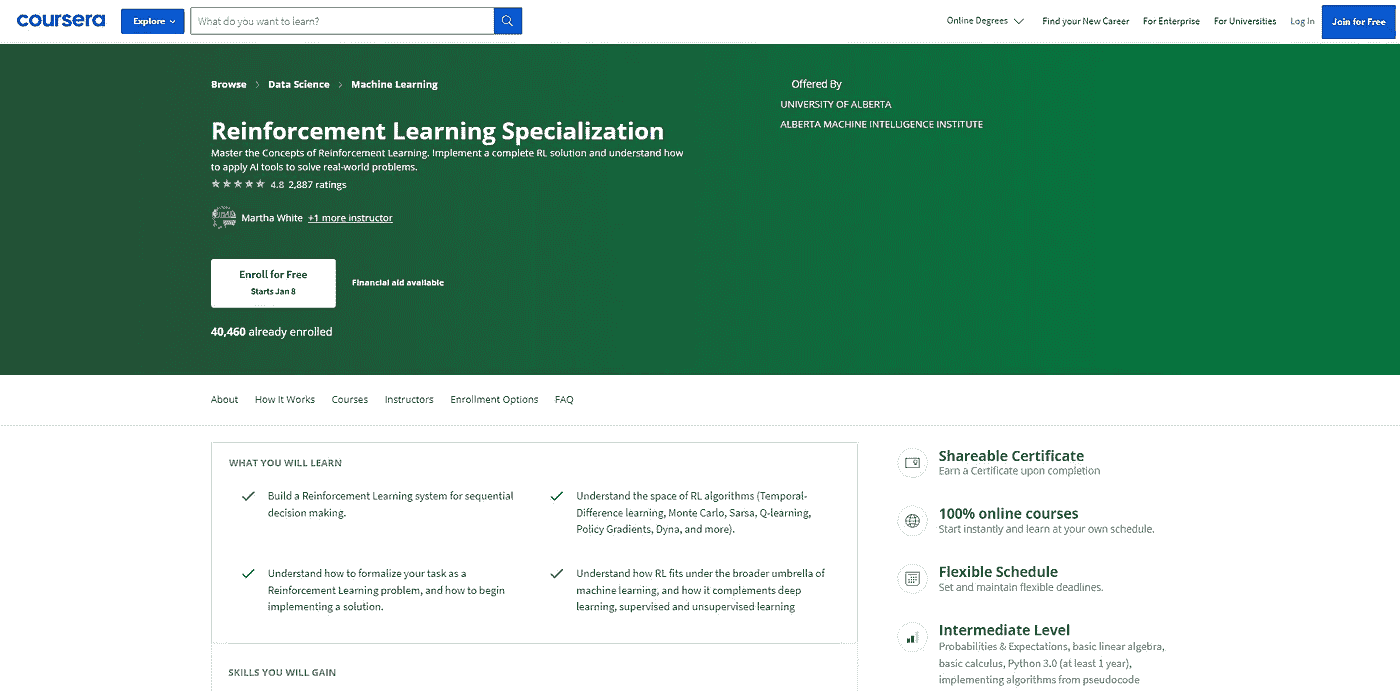 coursera
Explore
What do you want to learn?
Online Degrees
Find your New Career
For Enterprise
For Universities
Log In
Join for Free
Browse > Data Science > Machine Learning
Offered By
UNIVERSITY OF ALBERTA
ALBERTA MACHINE INTELLIGENCE INSTITUTE
Reinforcement Learning Specialization
Master the Concepts of Reinforcement Learning. Implement a complete RL solution and understand how
to apply AI tools to solve real-world problems.
4.8 2,887 ratings
Martha White +1 more instructor
Enroll for Free
Starts Jan 8
Financial aid available
40,460 already enrolled
About
How It Works
Courses
Instructors
Enrollment Options
FAQ
WHAT YOU WILL LEARN
Build a Reinforcement Learning system for sequential
decision making.
Understand the space of RL algorithms (Temporal-
Difference learning, Monte Carlo, Sarsa, Q-learning,
Policy Gradients, Dyna, and more).
Understand how to formalize your task as a
Reinforcement Learning problem, and how to begin
implementing a solution.
Understand how RL fits under the broader umbrella of
machine learning, and how it complements deep
learning, supervised and unsupervised learning
SKILLS YOU WILL GAIN
Shareable Certificate
Earn a Certificate upon completion
100% online courses
Start instantly and learn at your own schedule.
Flexible Schedule
Set and maintain flexible deadlines.
Intermediate Level
Probabilities & Expectations, basic linear algebra,
basic calculus, Python 3.0 (at least 1 year),
implementing algorithms from pseudocode